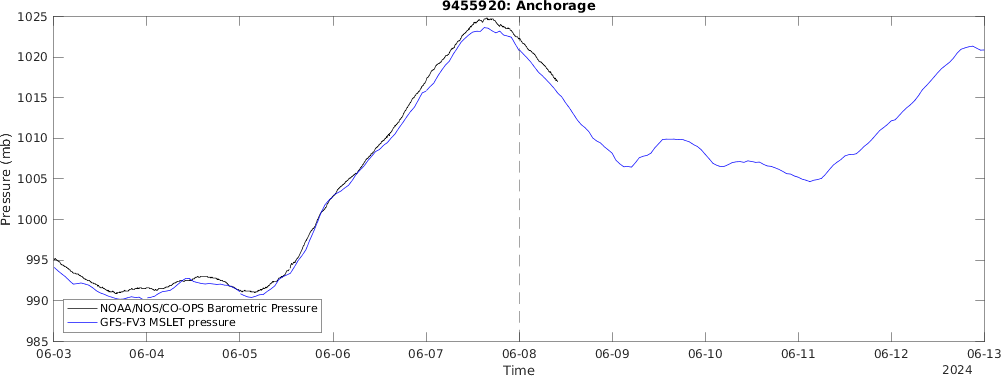 9455920: Anchorage
1025
1020
1015
1010
1005
1000
995
990
985
Pressure (mb)
NOAA/NOS/CO-OPS Barometric Pressure
GFS-FV3 MSLET pressure
06-03 06-04 06-05 06-06 06-07 06-08 06-09 06-10 06-11 06-12 06-13
Time
2024